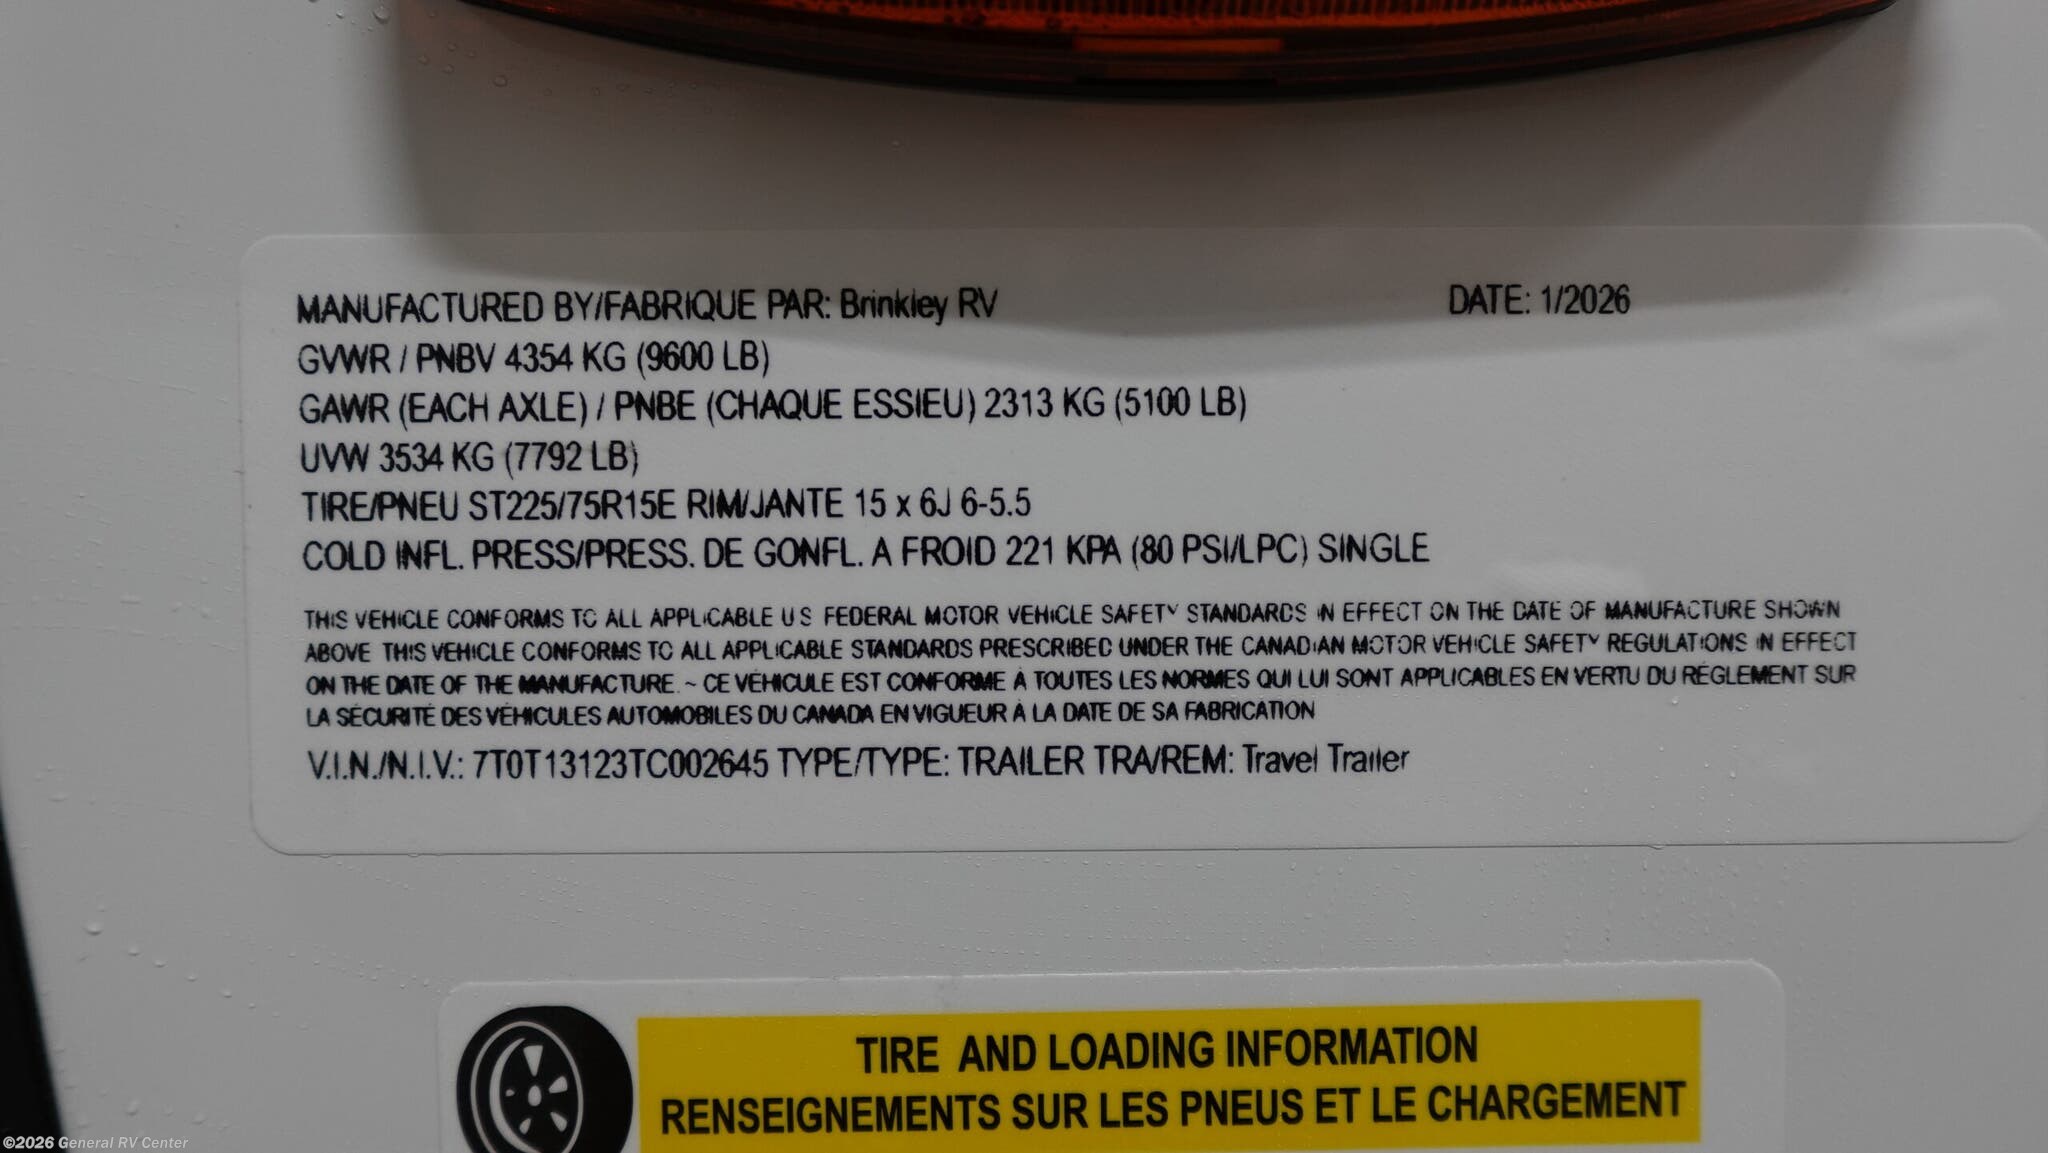 MANUFACTURED BY/FABRIQUE PAR: Brinkley RV DATE: 1/2026
GVWR / PNBV 4354 KG (9600 LB)
GAWR (EACH AXLE) / PNBE (CHAQUE ESSIEU) 2313 KG (5100 LB)
UVW 3534 KG (7792 LB)
TIRE/PNEU ST225/75R15E RIM/JANTE 15 x 6J 6-5.5
COLD INFL. PRESS/PRESS. DE GONFL. A FROID 221 KPA (80 PSI/LPC) SINGLE
THIS VEHICLE CONFORMS TO ALL APPLICABLE U S FEDERAL MOTOR VEHICLE SAFETY STANDARDS IN EFFECT ON THE DATE OF MANUFACTURE SHOWN
ABOVE THIS VEHICLE CONFORMS TO ALL APPLICABLE STANDARDS PRESCRIBED UNDER THE CANADIAN MOTOR VEHICLE SAFETY REGULATIONS IN EFFECT
ON THE DATE OF THE MANUFACTURE. ~ CE VÉHICULE EST CONFORME À TOUTES LES NORMES QUI LUI SONT APPLICABLES EN VERTU DU RÉGLEMENT SUR
LA SÉCURITÉ DES VÉHICULES AUTOMOBILES DU CANADA EN VIGUEUR À LA DATE DE SA FABRICATION
V.I.N./N.I.V.: 7T0T13123TC002645 TYPE/TYPE: TRAILER TRA/REM: Travel Trailer
TIRE AND LOADING INFORMATION
RENSEIGNEMENTS SUR LES PNEUS ET LE CHARGEMENT
©2026 General RV Center